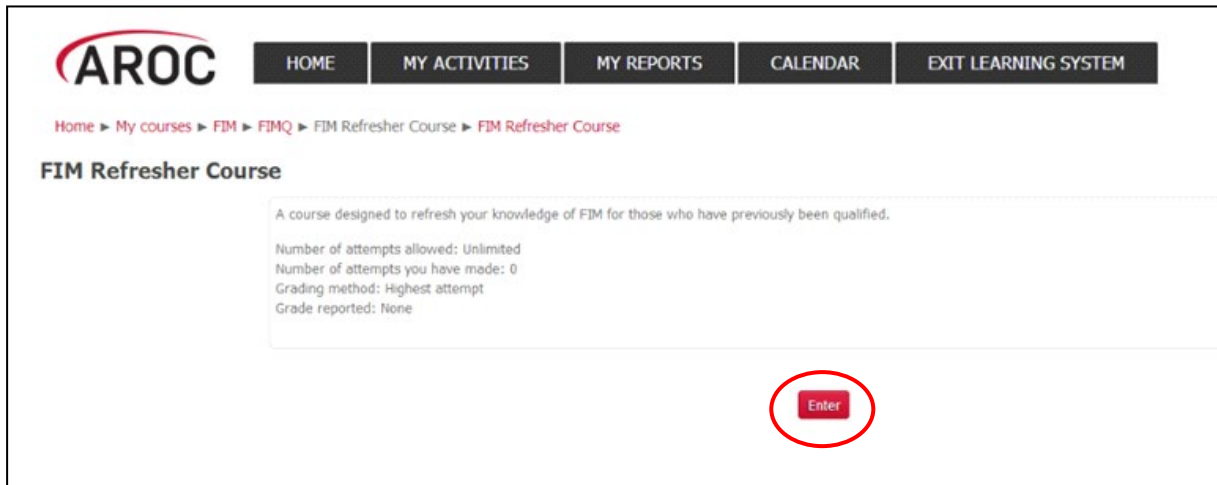 AROC
HOME MY ACTIVITIES MY REPORTS CALENDAR EXIT LEARNING SYSTEM
Home ► My courses ► FIM ► FIMQ ► FIM Refresher Course ► FIM Refresher Course
FIM Refresher Course
A course designed to refresh your knowledge of FIM for those who have previously been qualified.
Number of attempts allowed: Unlimited
Number of attempts you have made: 0
Grading method: Highest attempt
Grade reported: None
Enter